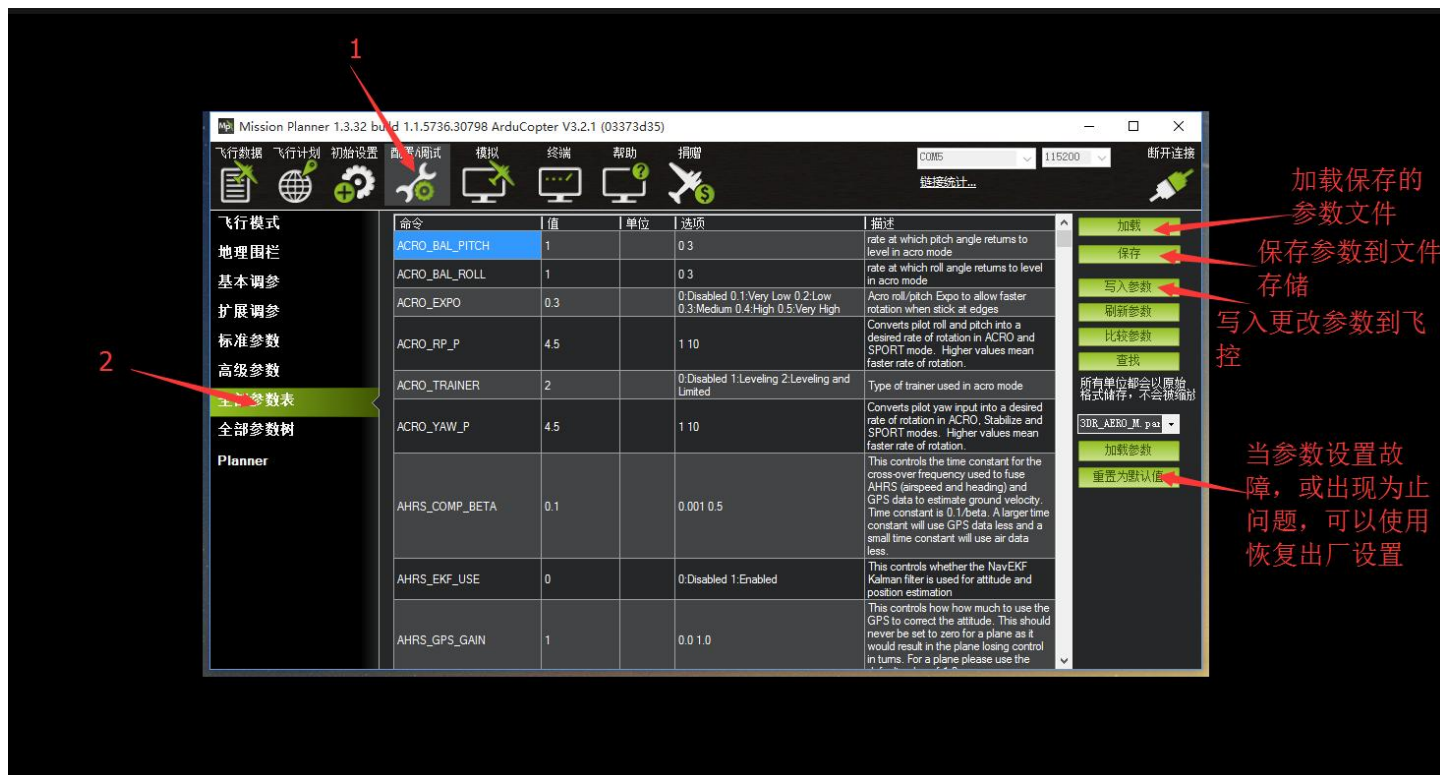 1
Mission Planner 1.3.32 build 1.1.5736.30798 ArduCopter V3.2.1 (03373d35)
飞行数据 飞行计划 初始设置 配置/调试 模拟 终端 帮助 捐赠
COM5 115200 断开连接
链接统计...
飞行模式
地理围栏
基本调参
扩展调参
标准参数
高级参数
2
全部参数表
全部参数树
Planner
命令 值 单位 选项 描述
ACRO_BAL_PITCH 1 0 3 rate at which pitch angle returns to
level in acro mode
ACRO_BAL_ROLL 1 0 3 rate at which roll angle returns to level
in acro mode
ACRO_EXPO 0.3 0:Disabled 0.1:Very Low 0.2:Low
0.3:Medium 0.4:High 0.5:Very High
Acro roll/pitch Expo to allow faster
rotation when stick at edges
ACRO_RP_P 4.5 1 10
Converts pilot roll and pitch into a
desired rate of rotation in ACRO and
SPORT mode. Higher values mean
faster rate of rotation.
ACRO_TRAINER 2 0:Disabled 1:Leveling 2:Leveling and
Limited
Type of trainer used in acro mode
ACRO_YAW_P 4.5 1 10
Converts pilot yaw input into a desired
rate of rotation in ACRO, Stabilize and
SPORT modes. Higher values mean
faster rate of rotation.
AHRS_COMP_BETA 0.1 0.001 0.5
This controls the time constant for the
cross-over frequency used to fuse
AHRS (airspeed and heading) and
GPS data to estimate ground velocity.
Time constant is 0.1/beta. A larger time
constant will use GPS data less and a
small time constant will use air data
less.
AHRS_EKF_USE 0 0:Disabled 1:Enabled
This controls whether the NavEKF
Kalman filter is used for attitude and
position estimation
AHRS_GPS_GAIN 1 0.0 1.0
This controls how how much to use the
GPS to correct the attitude. This should
never be set to zero for a plane as it
would result in the plane losing control
in turns. For a plane please use the
加载
保存
写入参数
刷新参数
比较参数
查找
所有单位都会以原始
格式储存，不会被缩放
3DR_AERO_M.par
加载参数
重置为默认值
加载保存的
参数文件
保存参数到文件
存储
写入更改参数到飞
控
当参数设置故
障，或出现为止
问题，可以使用
恢复出厂设置